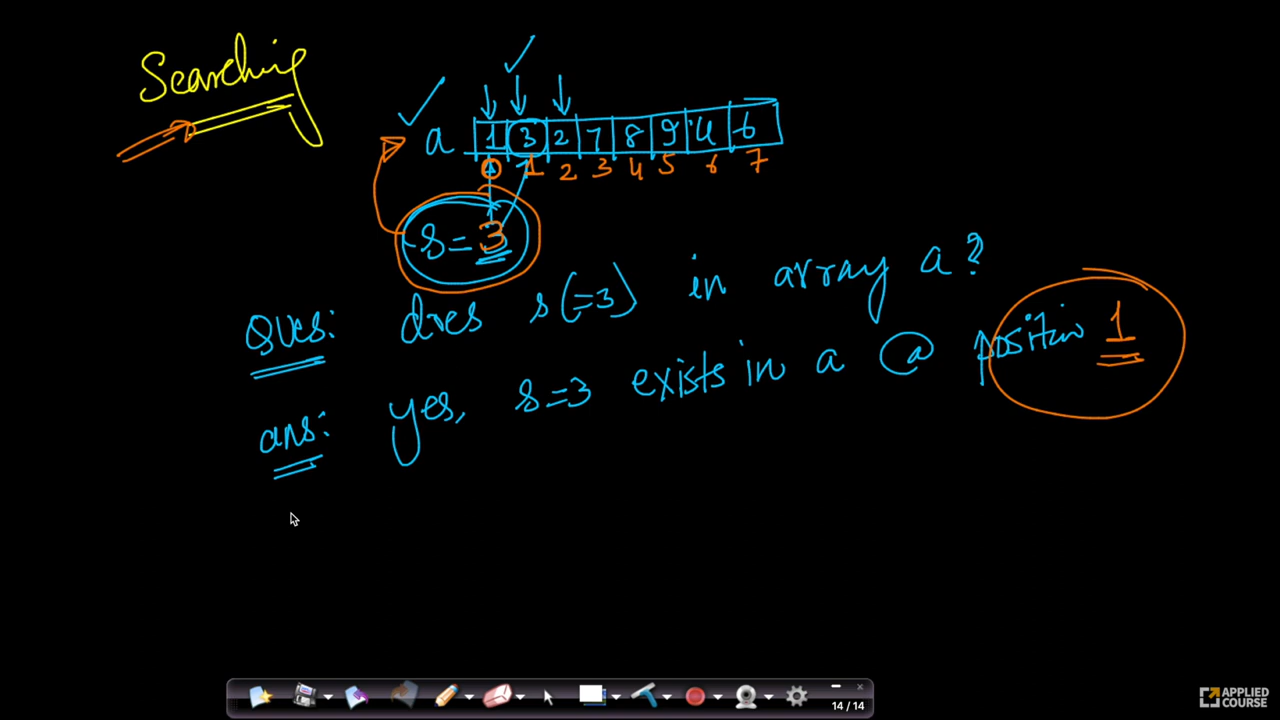 Searching
a 1 3 2 7 8 9 4 6
0 1 2 3 4 5 6 7
s = 3
Ques: does s(=3) in array a?
ans: yes, s=3 exists in a @ position 1
14 / 14
APPLIED
COURSE